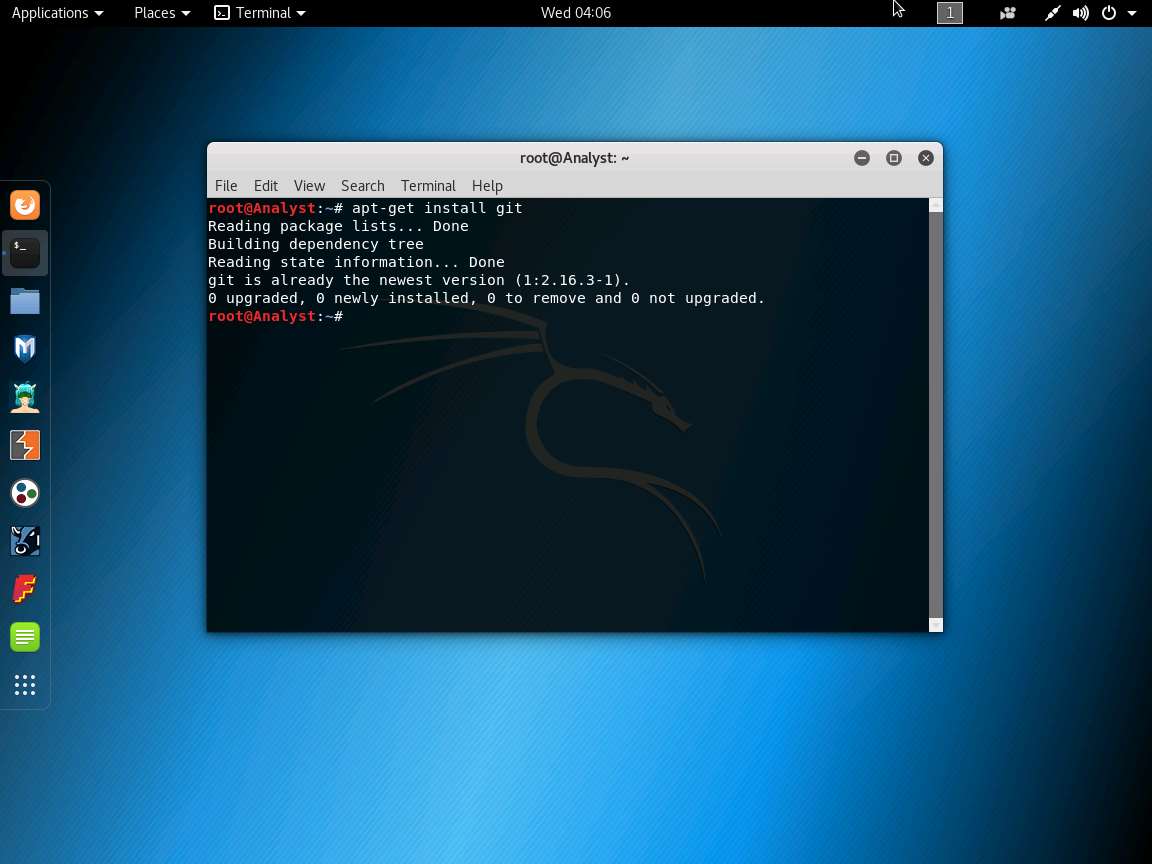 Applications Places Terminal Wed 04:06 1
root@Analyst: ~
File Edit View Search Terminal Help
root@Analyst:~# apt-get install git
Reading package lists... Done
Building dependency tree
Reading state information... Done
git is already the newest version (1:2.16.3-1).
0 upgraded, 0 newly installed, 0 to remove and 0 not upgraded.
root@Analyst:~#